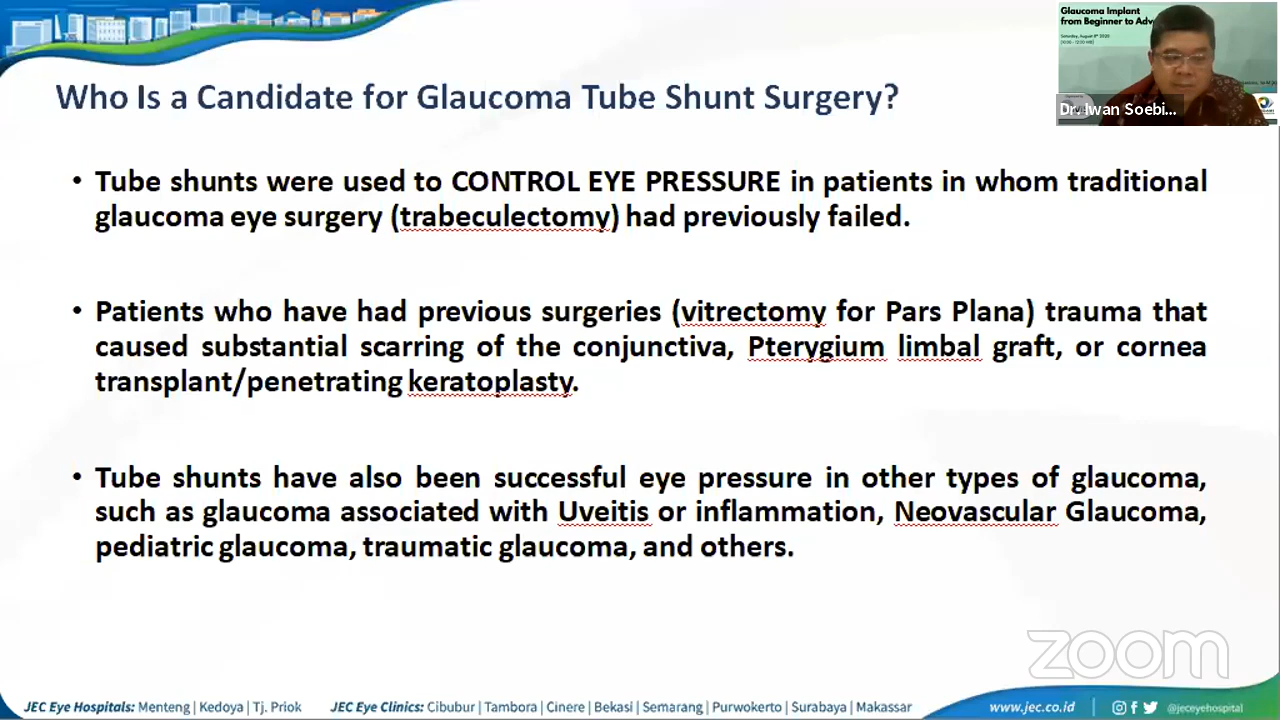 Glaucoma Implant
from Beginner to Adv
Saturday, August 8th 2020
Dr. Iwan Soebi...
Who Is a Candidate for Glaucoma Tube Shunt Surgery?
• Tube shunts were used to CONTROL EYE PRESSURE in patients in whom traditional
glaucoma eye surgery (trabeculectomy) had previously failed.
• Patients who have had previous surgeries (vitrectomy for Pars Plana) trauma that
caused substantial scarring of the conjunctiva, Pterygium limbal graft, or cornea
transplant/penetrating keratoplasty.
• Tube shunts have also been successful eye pressure in other types of glaucoma,
such as glaucoma associated with Uveitis or inflammation, Neovascular Glaucoma,
pediatric glaucoma, traumatic glaucoma, and others.
zoom
JEC Eye Hospitals: Menteng | Kedoya | Tj. Priok JEC Eye Clinics: Cibubur | Tambora | Cinere | Bekasi | Semarang | Purwokerto | Surabaya | Makassar www.jec.co.id @jeceyehospital